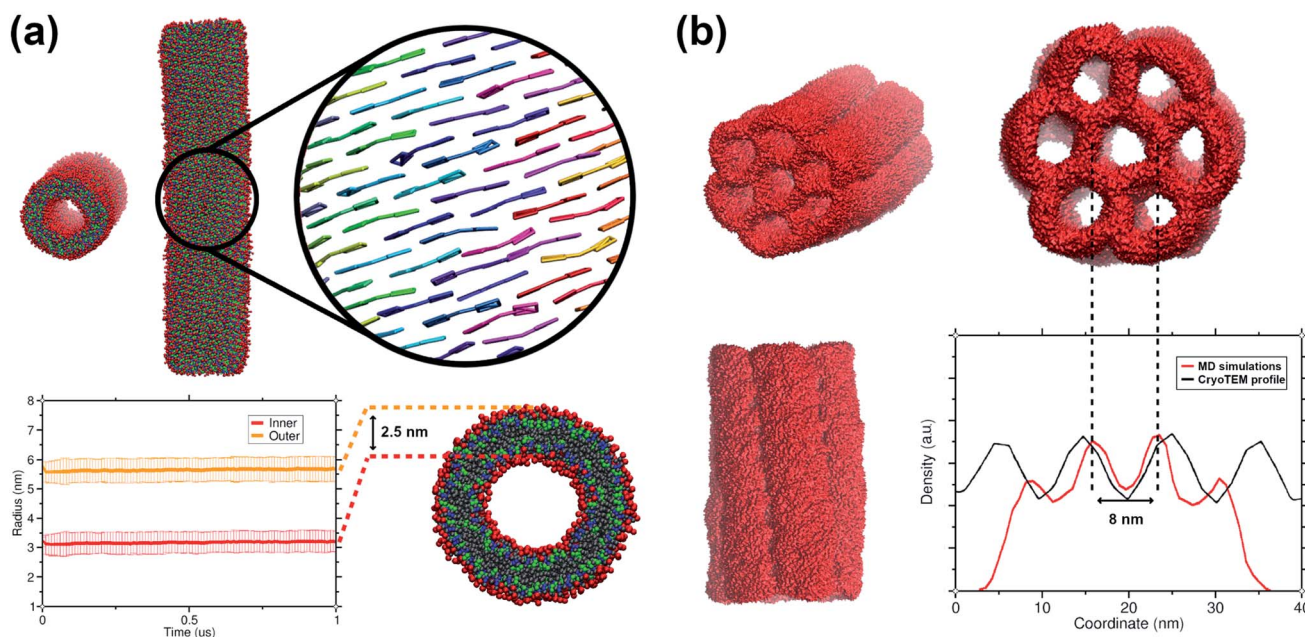 (a)
(b)
8
7
6
5
4
3
2
1
Radius (nm)
Inner
Outer
0
0.5
1
Time (us)
2.5 nm
MD simulations
CryoTEM profile
Density (a.u)
8 nm
0
10
20
30
40
Coordinate (nm)